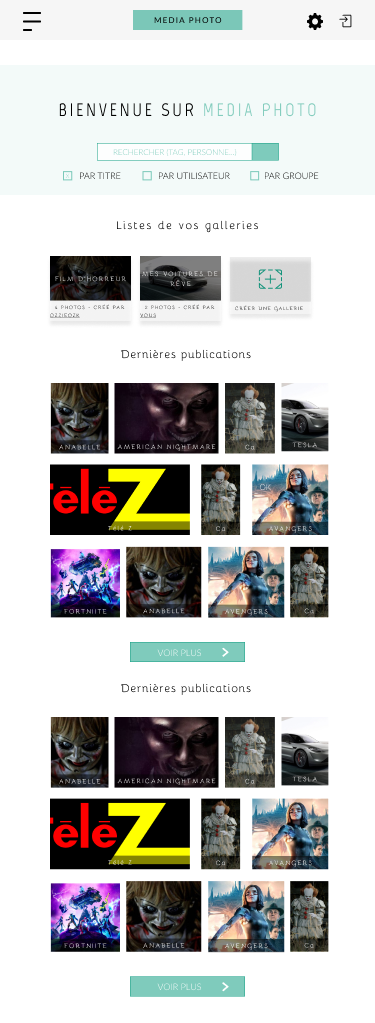 MEDIA PHOTO
BIENVENUE SUR MEDIA PHOTO
RECHERCHER (TAG, PERSONNE...)
PAR TITRE PAR UTILISATEUR PAR GROUPE
Listes de vos galleries
FILM D'HORREUR
MES VOITURES DE
RÊVE
PHOTOS - CRÉÉ PAR
PHOTOS - CRÉÉ PAR
VOUS
CRÉER UNE GALLERIE
Dernières publications
ANABELLE AMERICAN NIGHTMARE Ca TESLA
TéléZ
Télé Z Ca AVANGERS
FORTNIITE ANABELLE AVENGERS Ca
VOIR PLUS
Dernières publications
ANABELLE AMERICAN NIGHTMARE Ca TESLA
TéléZ
Télé Z Ca AVANGERS
FORTNIITE ANABELLE AVENGERS Ca
VOIR PLUS